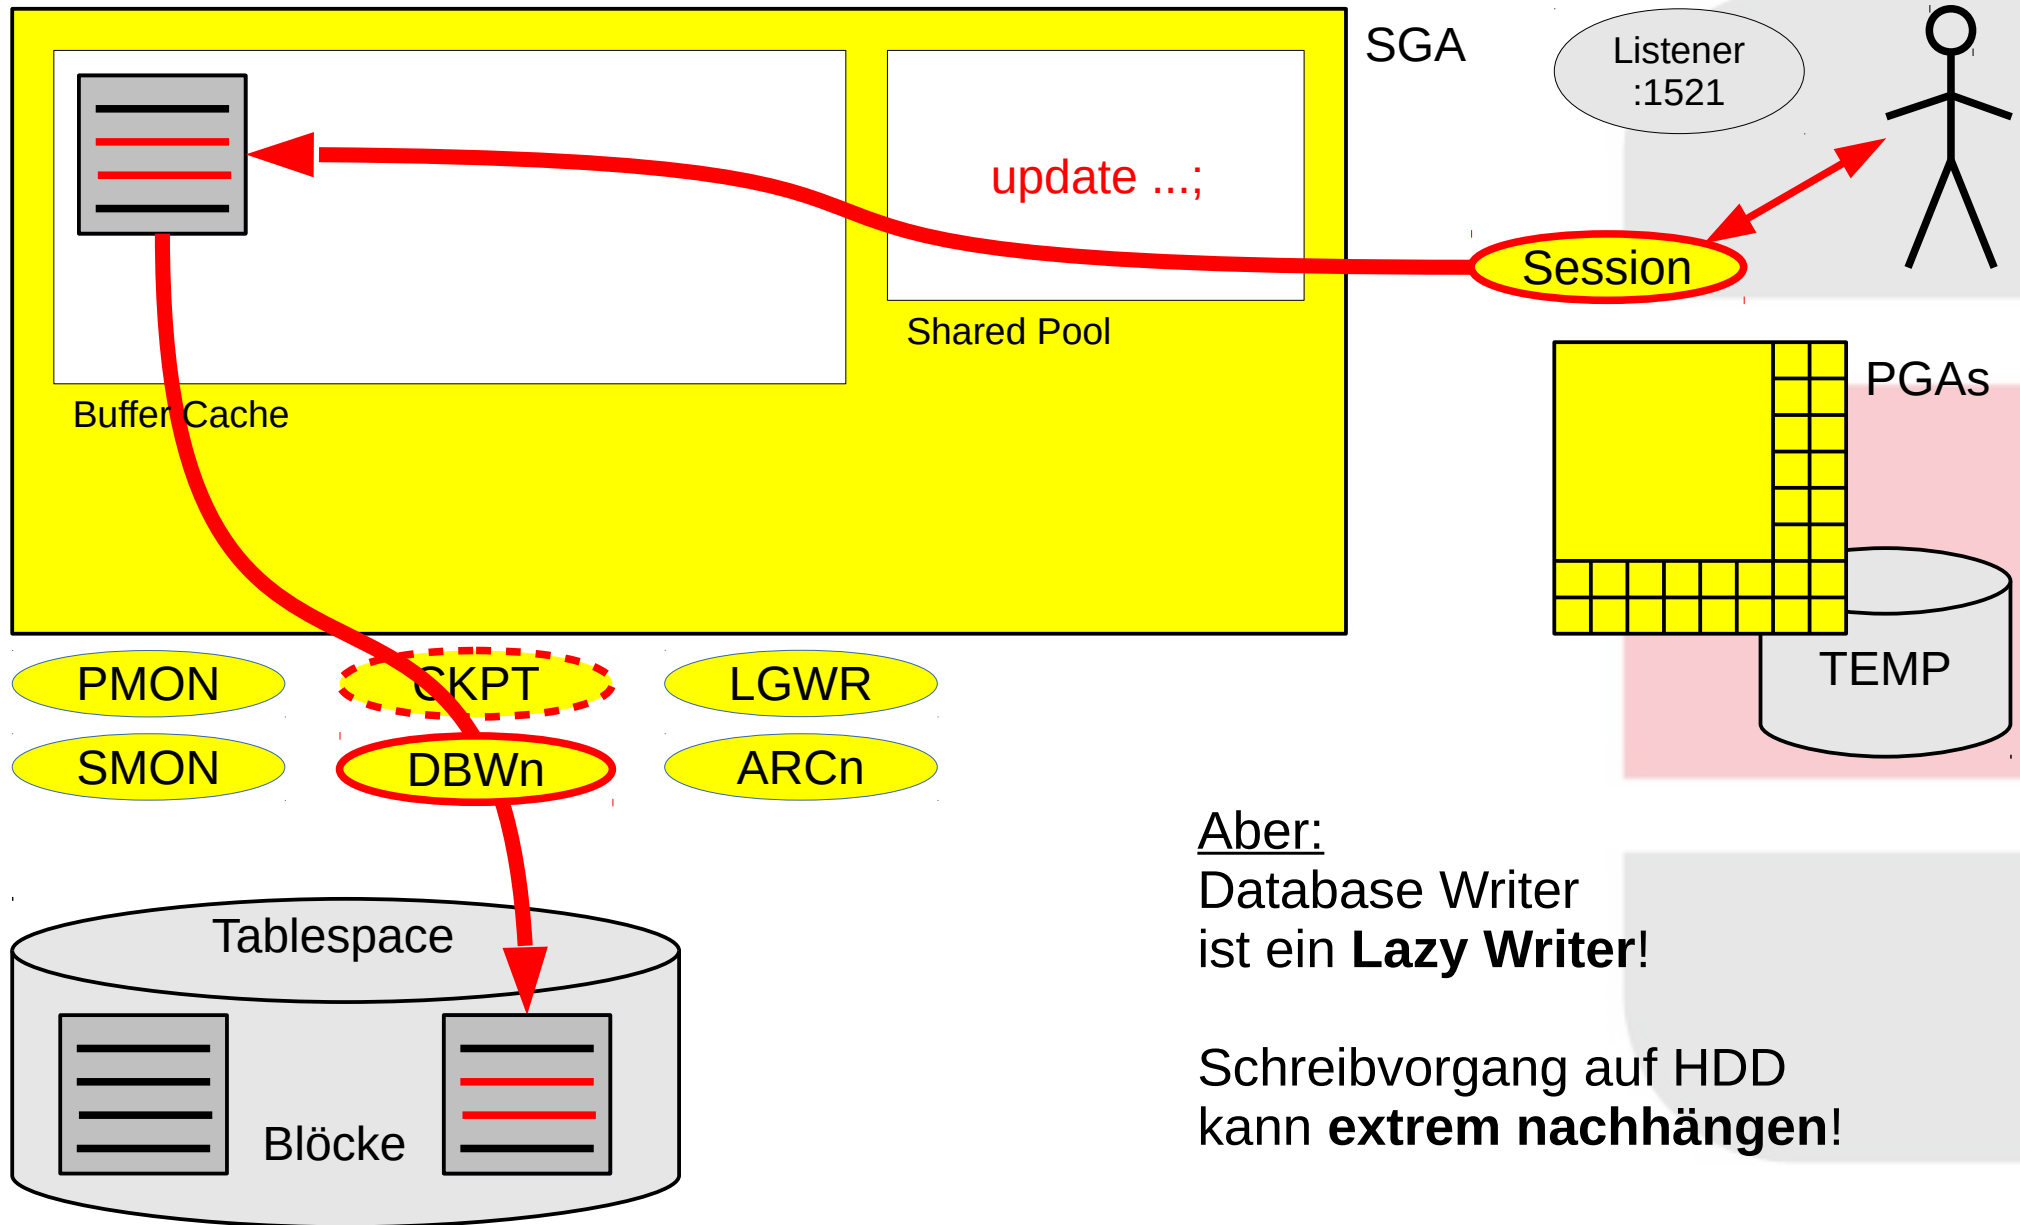 SGA
Listener
:1521
update ...;
Session
Shared Pool
PGAs
Buffer Cache
PMON
CKPT
LGWR
TEMP
SMON
DBWn
ARCn
Aber:
Database Writer
ist ein Lazy Writer!
Schreibvorgang auf HDD
kann extrem nachhängen!
Tablespace
Blöcke